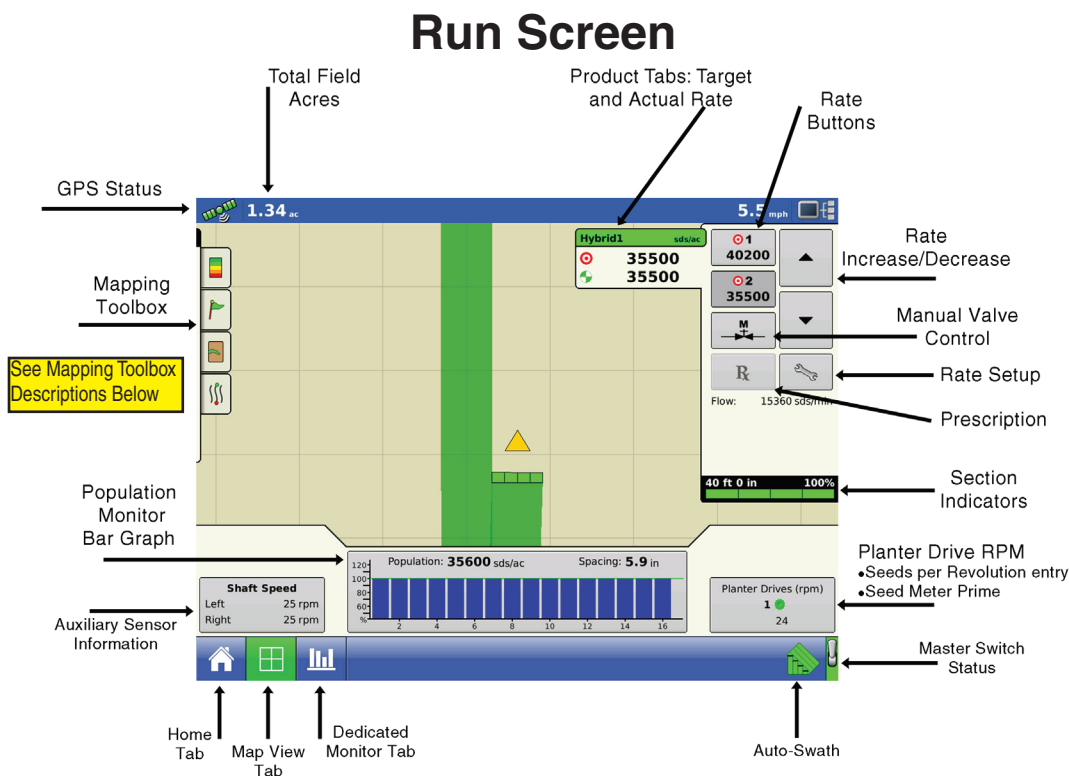 Run Screen
Total Field
Acres
Product Tabs: Target
and Actual Rate
Rate
Buttons
GPS Status
1.34 ac
5.5 mph
Mapping
Toolbox
See Mapping Toolbox
Descriptions Below
Hybrid1 sds/ac
35500
35500
1
40200
2
35500
M
Rx
Flow: 15360 sds/min
40 ft 0 in 100%
Rate
Increase/Decrease
Manual Valve
Control
Rate Setup
Prescription
Section
Indicators
Population
Monitor
Bar Graph
Population: 35600 sds/ac Spacing: 5.9 in
120
100
80
60
%
2 4 6 8 10 12 14 16
Shaft Speed
Left 25 rpm
Right 25 rpm
Auxiliary Sensor
Information
Planter Drives (rpm)
1
24
Planter Drive RPM
•Seeds per Revolution entry
•Seed Meter Prime
Master Switch
Status
Home
Tab
Map View
Tab
Dedicated
Monitor Tab
Auto-Swath